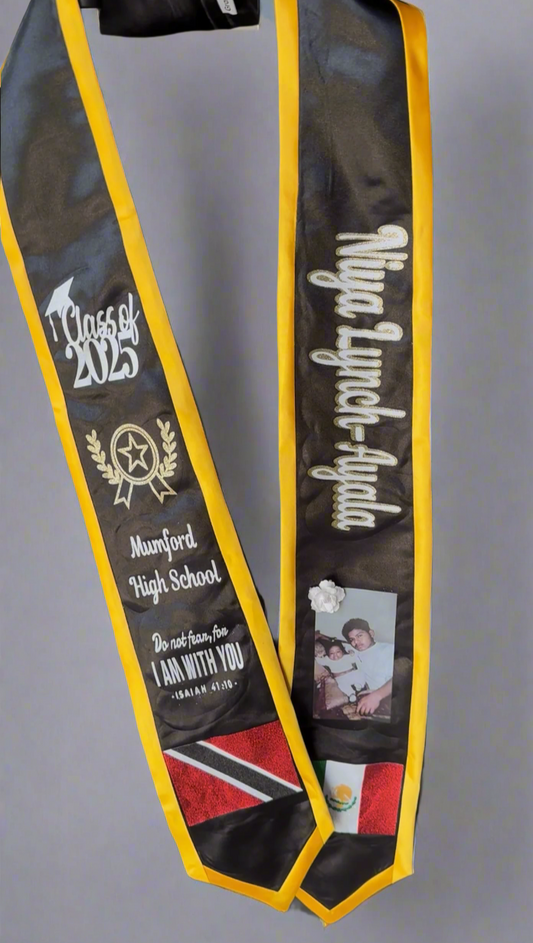 Class of
2025
Mumford
High School
Do not fear, for
I AM WITH YOU
·ISAIAH 41:10·
Niya Lynch-Ayala